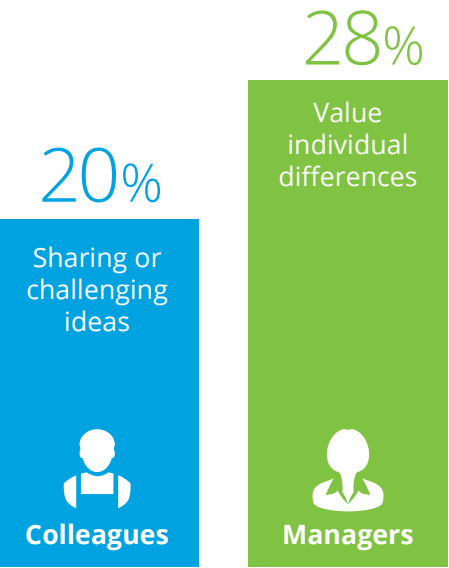 20%
Sharing or
challenging
ideas
Colleagues
28%
Value
individual
differences
Managers